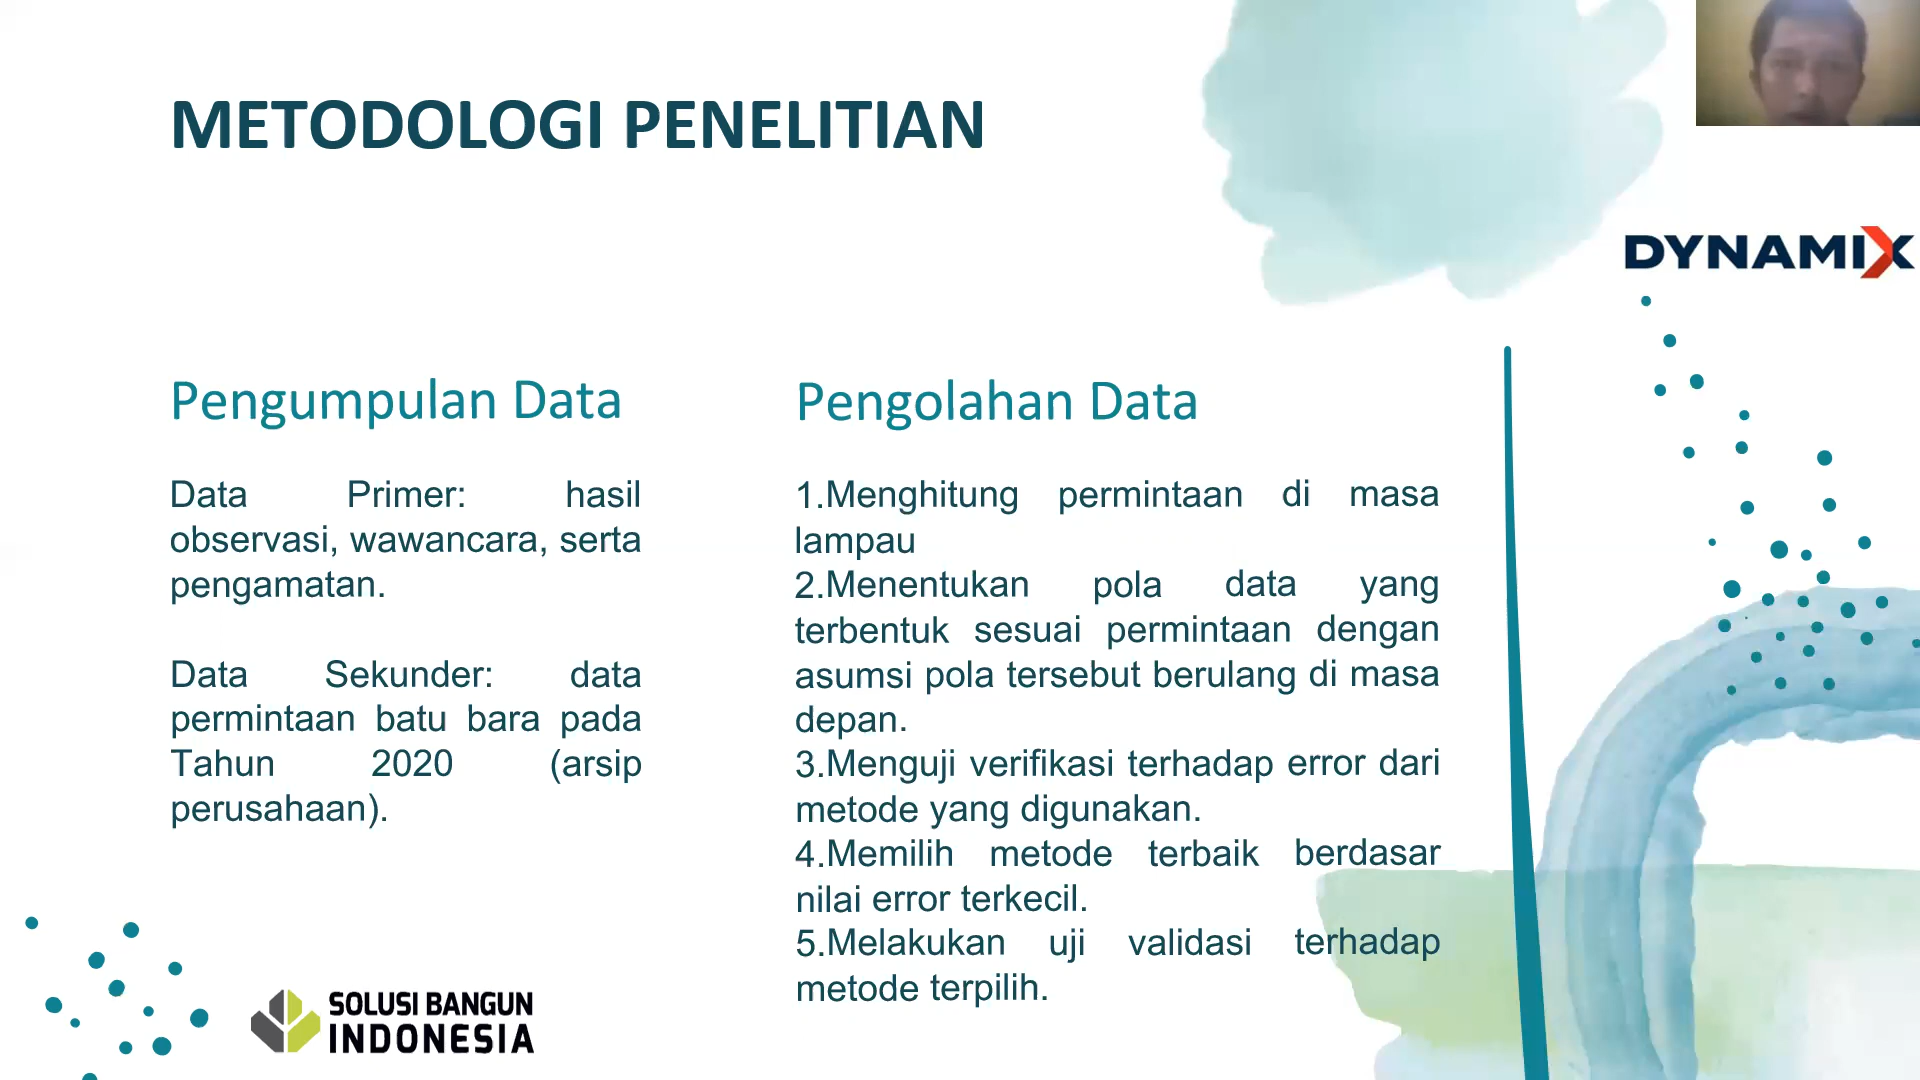 METODOLOGI PENELITIAN
DYNAMIX
Pengumpulan Data
Data Primer: hasil
observasi, wawancara, serta
pengamatan.
Data Sekunder: data
permintaan batu bara pada
Tahun 2020 (arsip
perusahaan).
Pengolahan Data
1.Menghitung permintaan di masa
lampau
2.Menentukan pola data yang
terbentuk sesuai permintaan dengan
asumsi pola tersebut berulang di masa
depan.
3.Menguji verifikasi terhadap error dari
metode yang digunakan.
4.Memilih metode terbaik berdasar
nilai error terkecil.
5.Melakukan uji validasi terhadap
metode terpilih.
SOLUSI BANGUN
INDONESIA